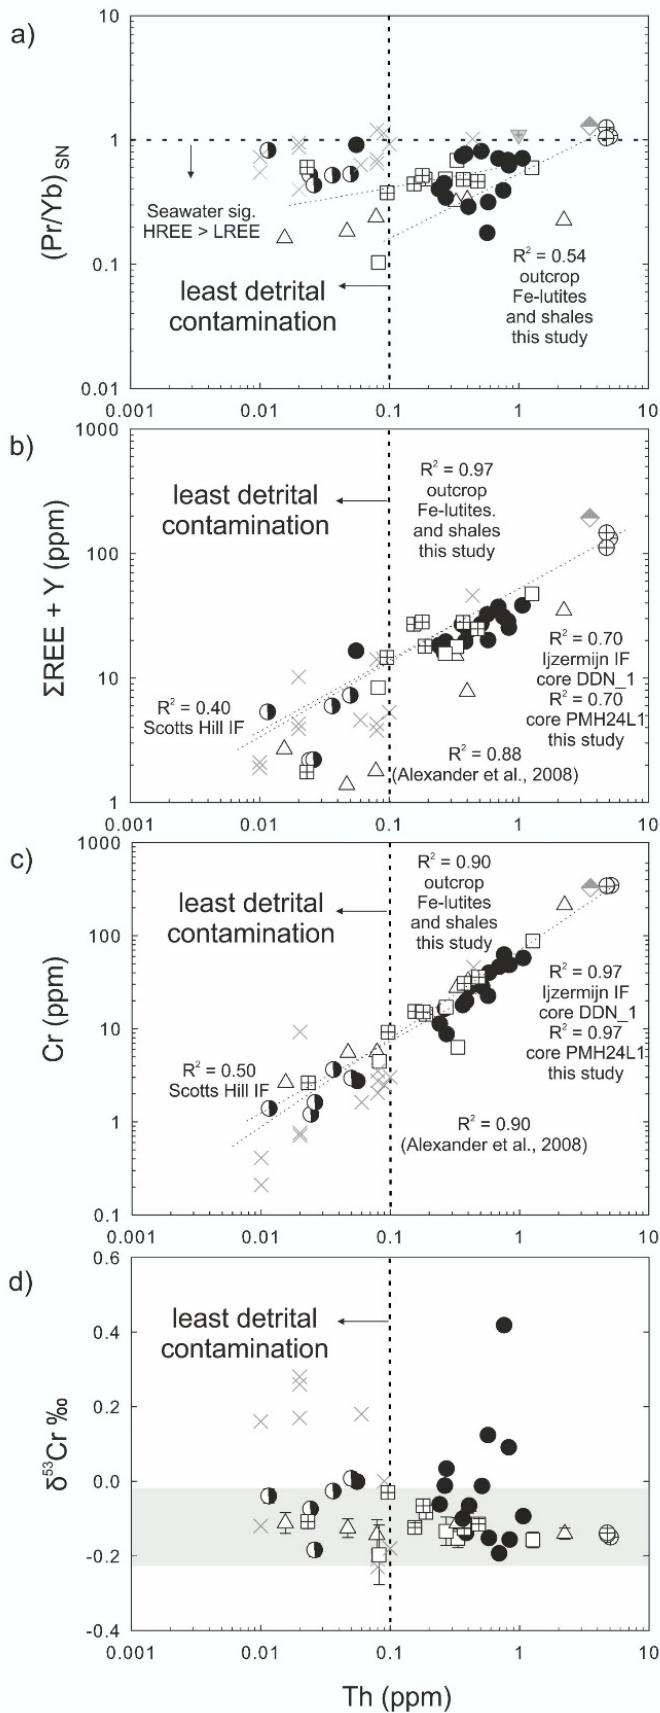 a)
10
1
0.1
0.01
(Pr/Yb) SN
Seawater sig.
HREE > LREE
least detrital
contamination
R² = 0.54
outcrop
Fe-lutites
and shales
this study
0.001
0.01
0.1
1
10
b)
1000
100
10
1
ΣREE + Y (ppm)
least detrital
contamination
R² = 0.97
outcrop
Fe-lutites.
and shales
this study
R² = 0.40
Scotts Hill IF
R² = 0.70
Ijzermijn IF
core DDN_1
R² = 0.70
core PMH24L1
this study
R² = 0.88
(Alexander et al., 2008)
0.001
0.01
0.1
1
10
c)
1000
100
10
1
0.1
Cr (ppm)
least detrital
contamination
R² = 0.90
outcrop
Fe-lutites
and shales
this study
R² = 0.50
Scotts Hill IF
R² = 0.97
Ijzermijn IF
core DDN_1
R² = 0.97
core PMH24L1
this study
R² = 0.90
(Alexander et al., 2008)
0.001
0.01
0.1
1
10
d)
0.6
0.4
0.2
0.0
-0.2
-0.4
δ⁵³Cr ‰
least detrital
contamination
0.001
0.01
0.1
1
10
Th (ppm)